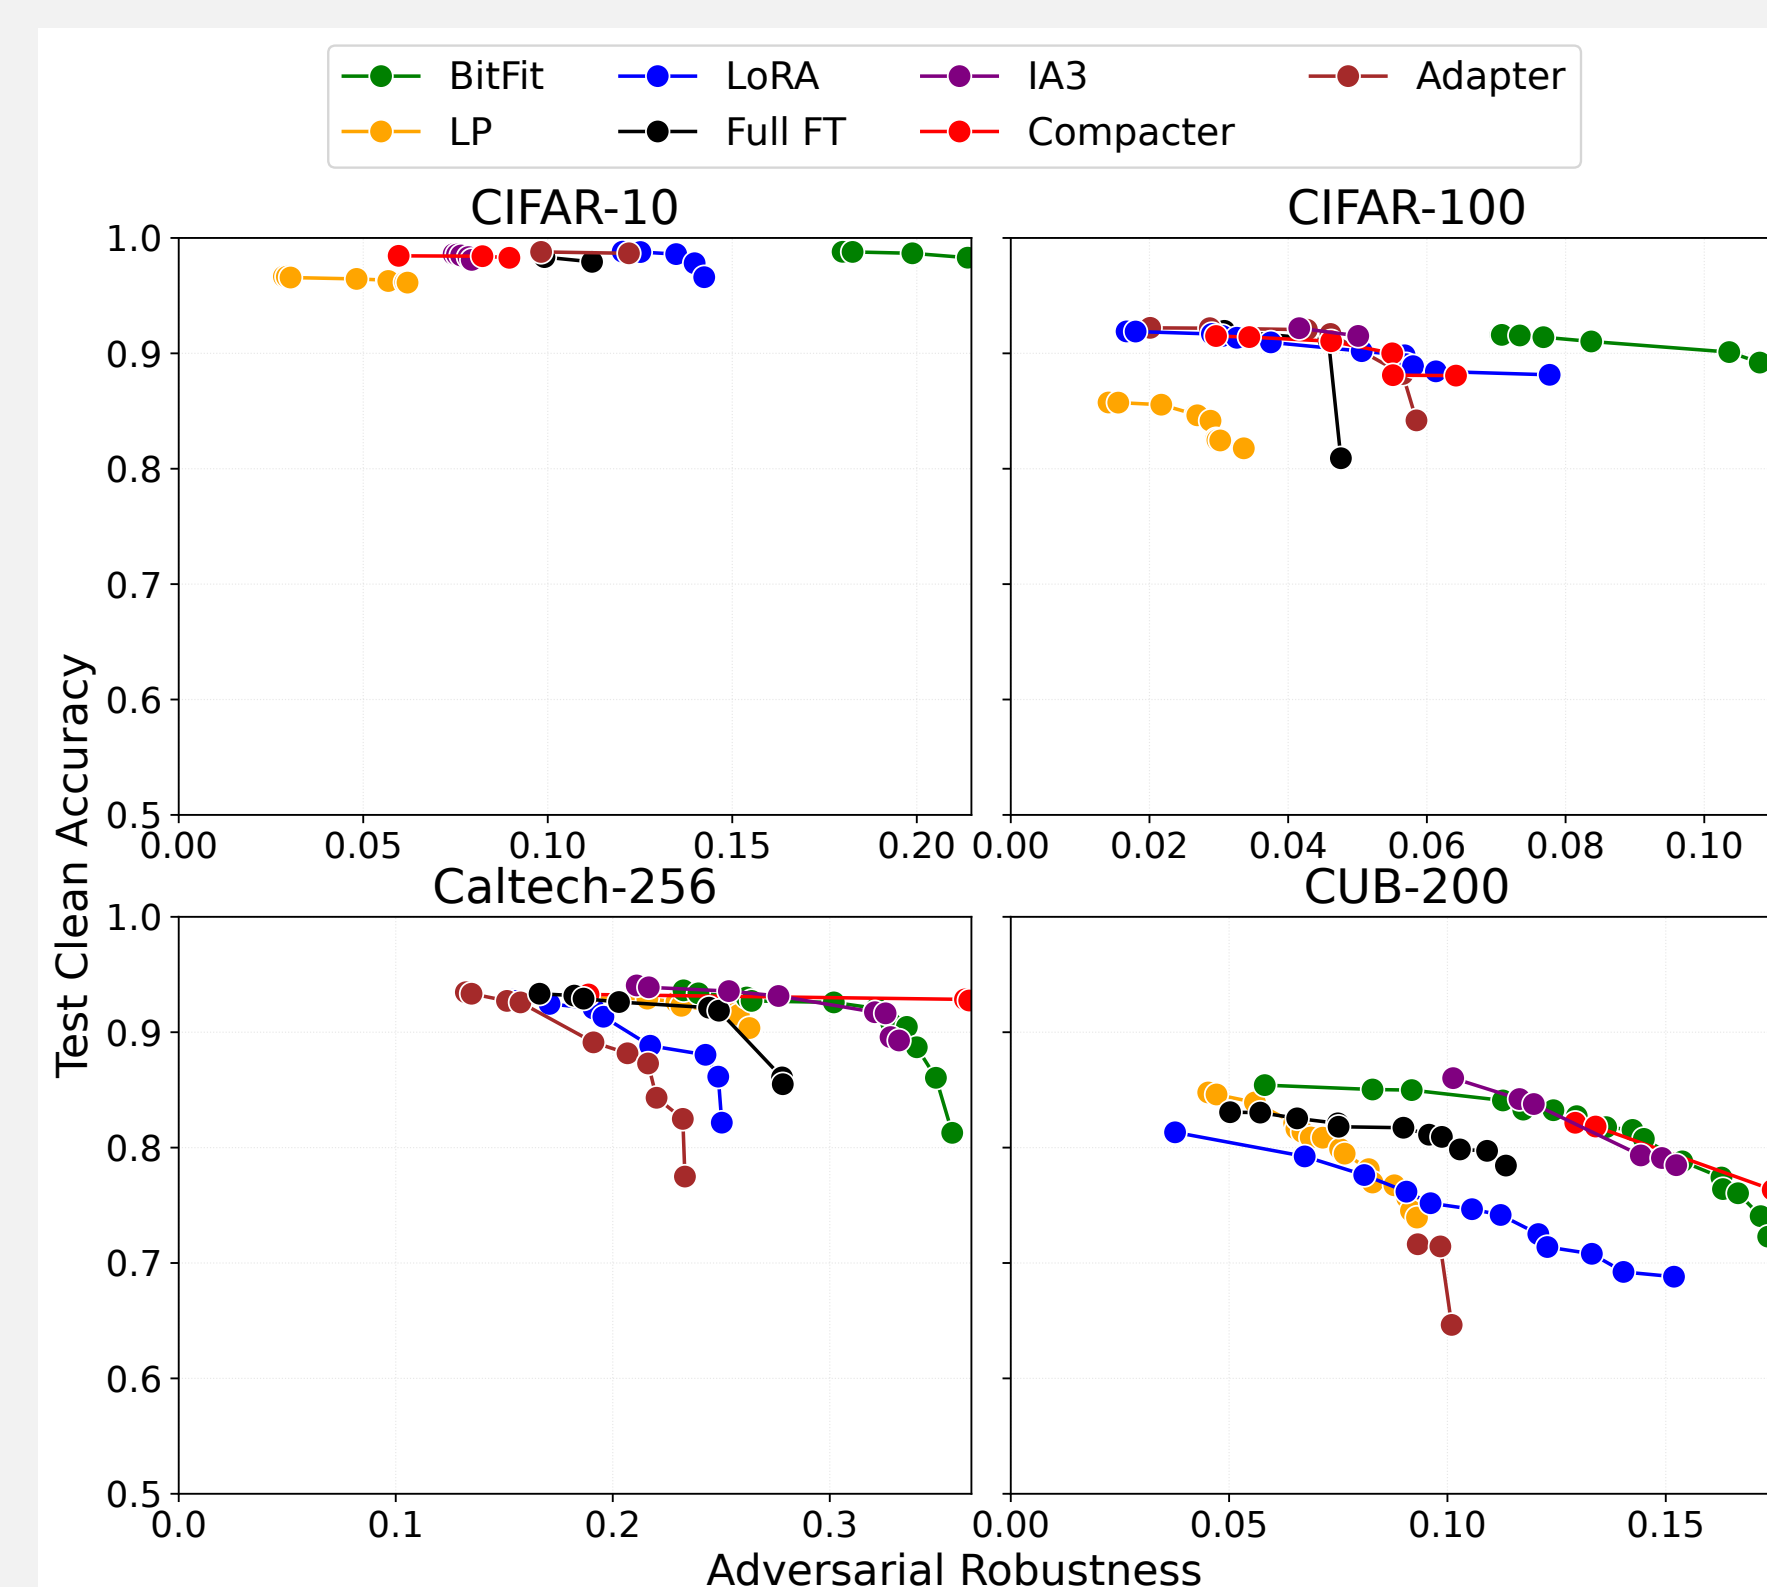 BitFit LoRA IA3 Adapter
LP Full FT Compacter
CIFAR-10 CIFAR-100
1.0
0.9
0.8
0.7
0.6
0.5
0.00 0.05 0.10 0.15 0.20 0.00 0.02 0.04 0.06 0.08 0.10
Test Clean Accuracy
Caltech-256 CUB-200
1.0
0.9
0.8
0.7
0.6
0.5
0.0 0.1 0.2 0.3 0.00 0.05 0.10 0.15
Adversarial Robustness